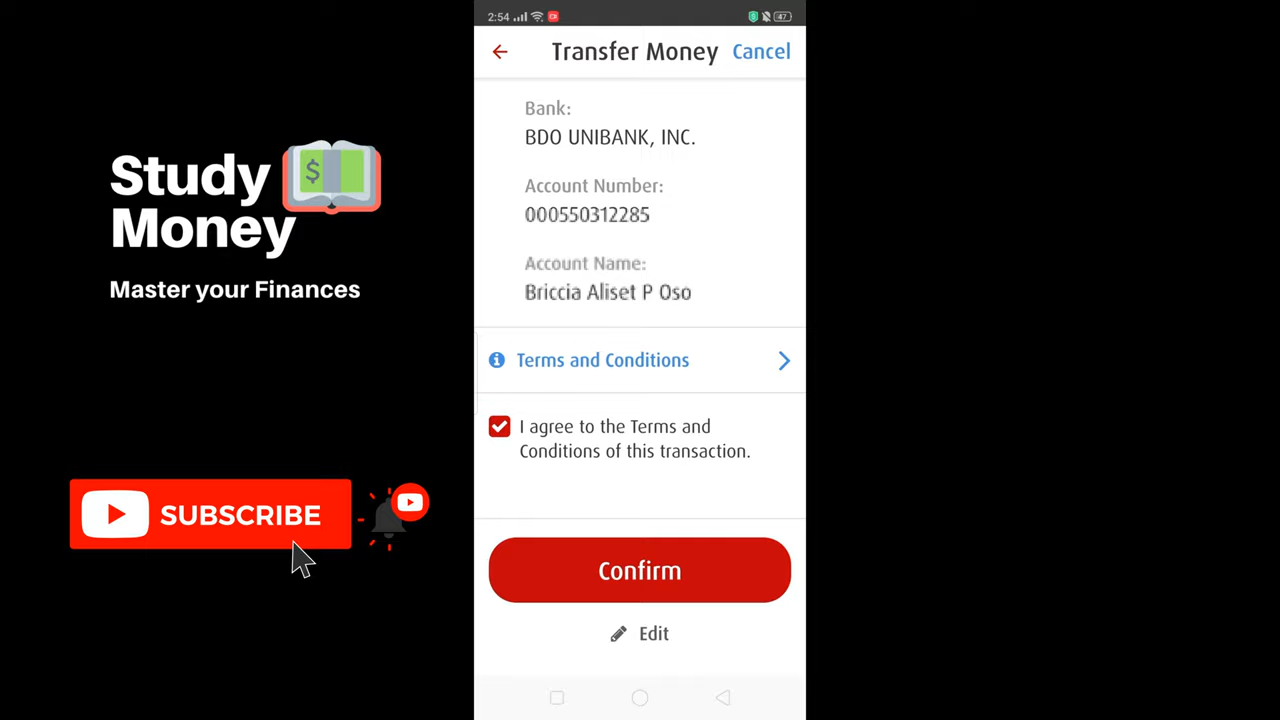 2:54
47
Transfer Money
Cancel
Study
Money
Master your Finances
SUBSCRIBE
Bank:
BDO UNIBANK, INC.
Account Number:
000550312285
Account Name:
Briccia Aliset P Oso
Terms and Conditions
I agree to the Terms and
Conditions of this transaction.
Confirm
Edit